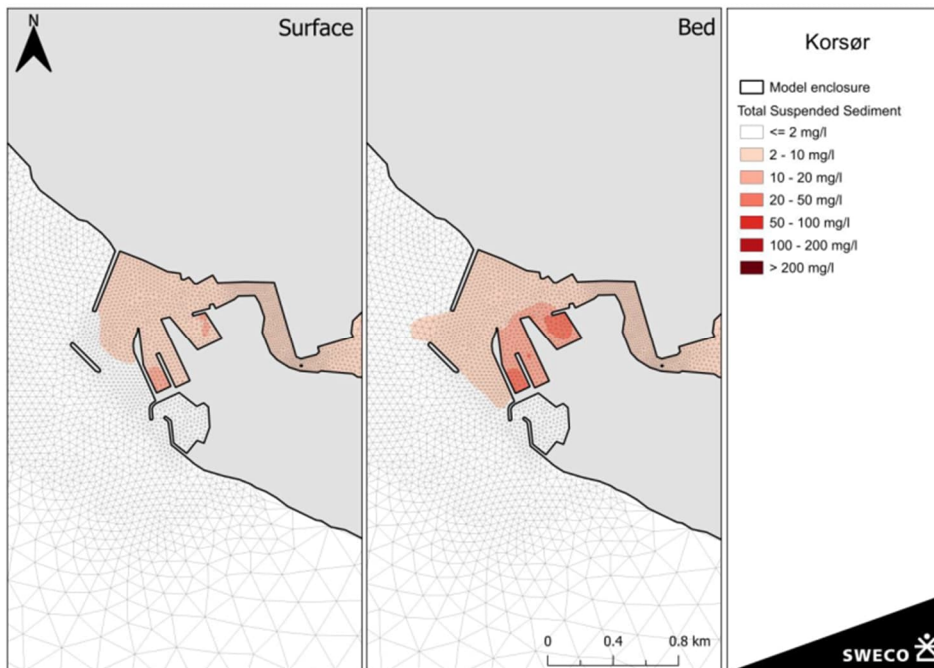 N
Surface
Bed
0 0.4 0.8 km
Korsør
Model enclosure
Total Suspended Sediment
<= 2 mg/l
2 - 10 mg/l
10 - 20 mg/l
20 - 50 mg/l
50 - 100 mg/l
100 - 200 mg/l
> 200 mg/l
SWECO